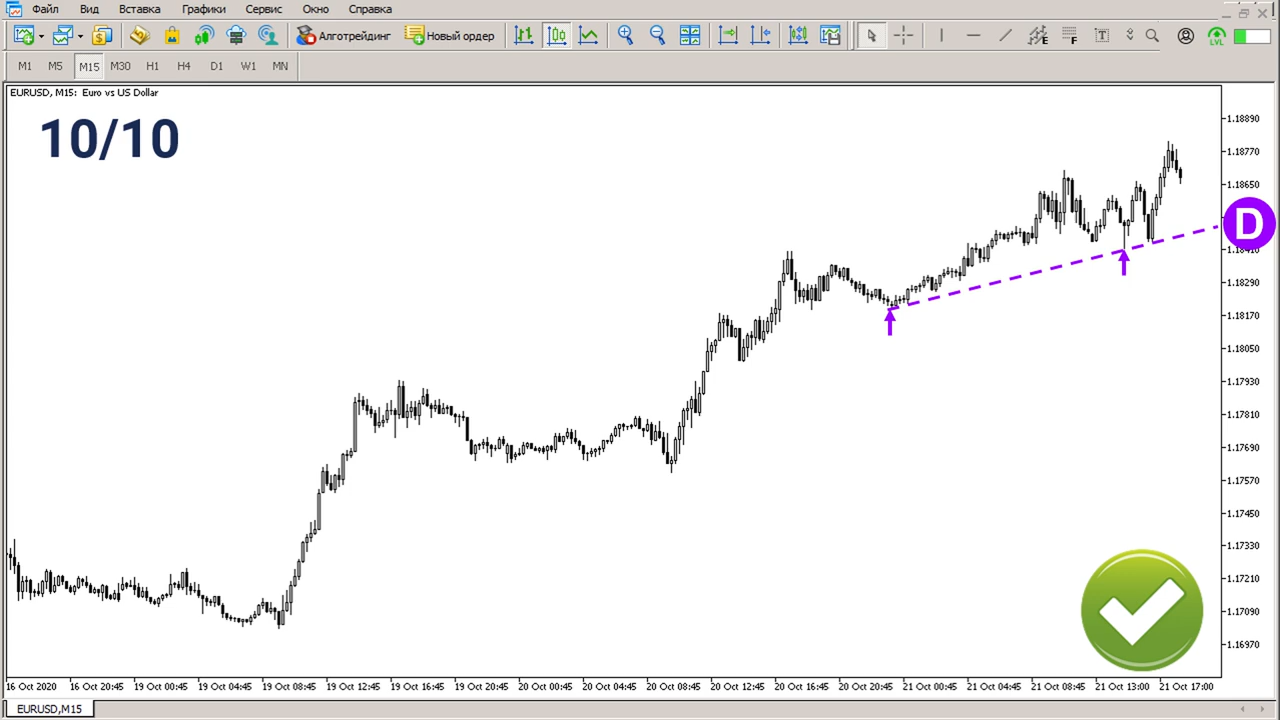 Файл Вид Вставка Графики Сервис Окно Справка
Алготрейдинг Новый ордер LVL
M1 M5 M15 M30 H1 H4 D1 W1 MN
EURUSD, M15: Euro vs US Dollar
10/10
1.18890
1.18770
1.18650
D
1.18410
1.18290
1.18170
1.18050
1.17930
1.17810
1.17690
1.17570
1.17450
1.17330
1.17210
1.17090
1.16970
16 Oct 2020 16 Oct 20:45 19 Oct 00:45 19 Oct 04:45 19 Oct 08:45 19 Oct 12:45 19 Oct 16:45 19 Oct 20:45 20 Oct 00:45 20 Oct 04:45 20 Oct 08:45 20 Oct 12:45 20 Oct 16:45 20 Oct 20:45 21 Oct 00:45 21 Oct 04:45 21 Oct 08:45 21 Oct 13:00 21 Oct 17:00
EURUSD,M15